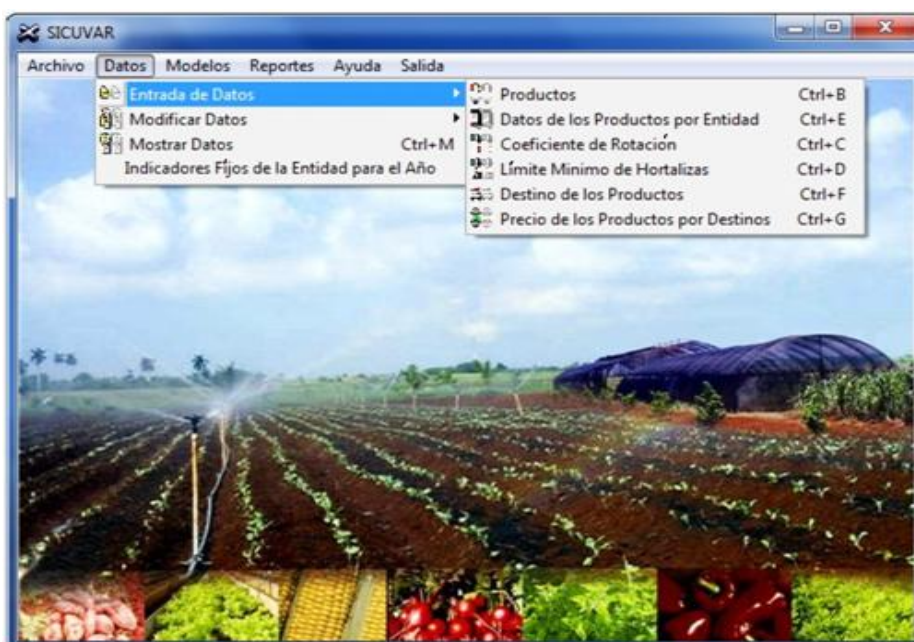 SICUVAR
Archivo Datos Modelos Reportes Ayuda Salida
Entrada de Datos
Modificar Datos
Mostrar Datos Ctrl+M
Indicadores Fíjos de la Entidad para el Año
Productos Ctrl+B
Datos de los Productos por Entidad Ctrl+E
Coeficiente de Rotación Ctrl+C
Límite Minimo de Hortalizas Ctrl+D
Destino de los Productos Ctrl+F
Precio de los Productos por Destinos Ctrl+G